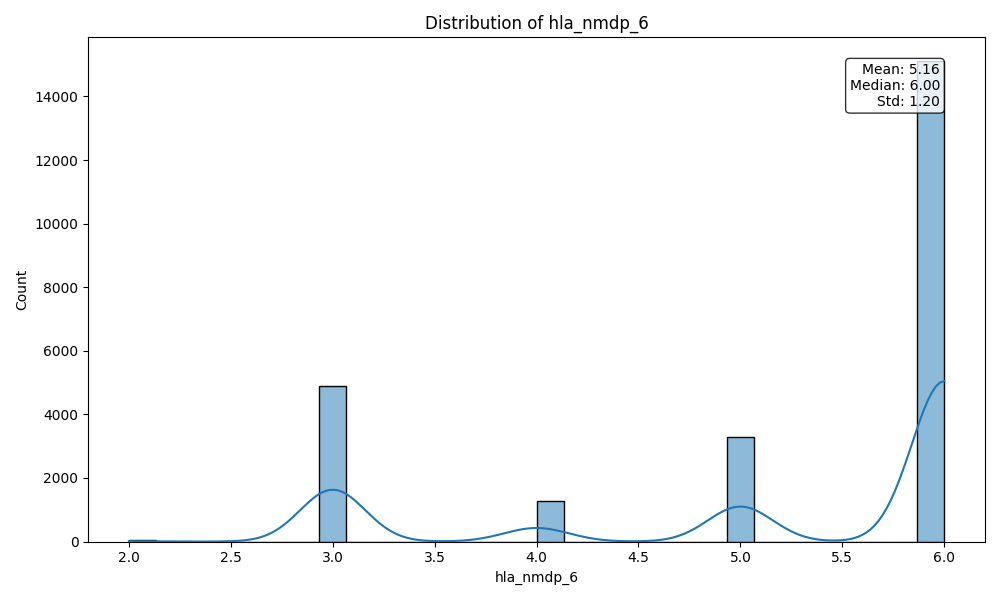 Distribution of hla_nmdp_6
Mean: 5.16
Median: 6.00
Std: 1.20
Count
14000
12000
10000
8000
6000
4000
2000
0
2.0 2.5 3.0 3.5 4.0 4.5 5.0 5.5 6.0
hla_nmdp_6